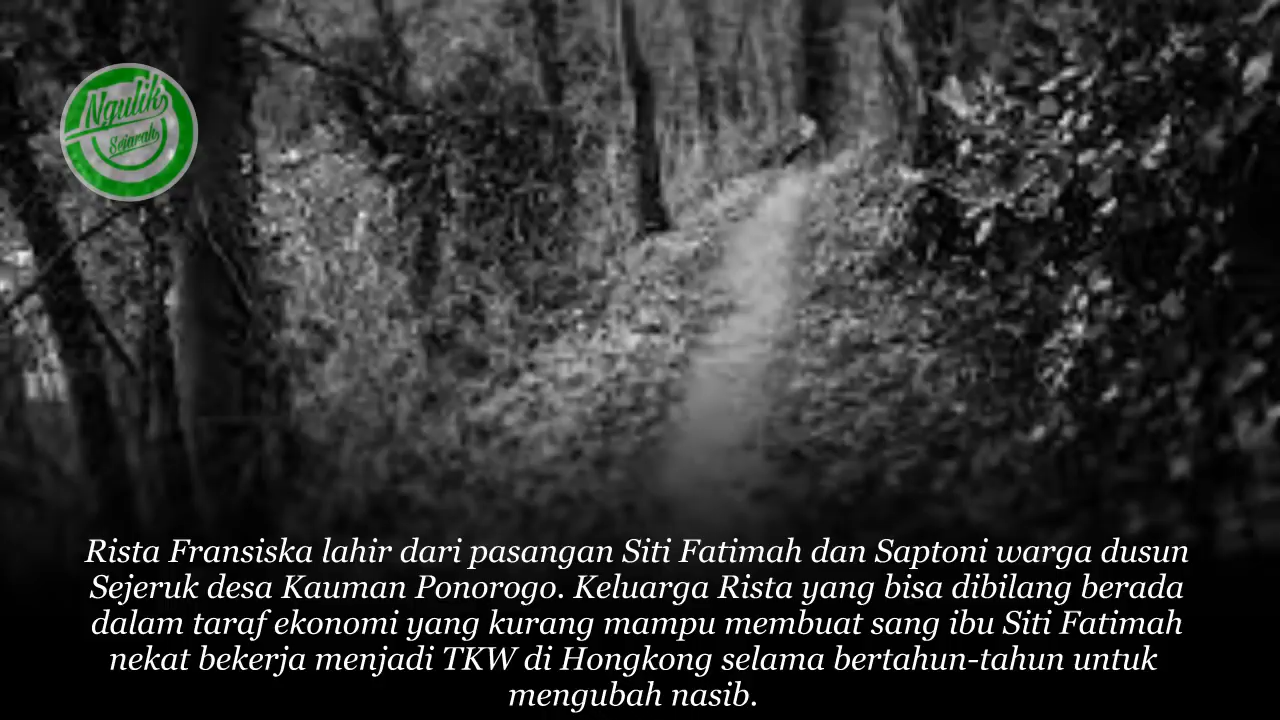 Ngulik
Sejarah
Rista Fransiska lahir dari pasangan Siti Fatimah dan Saptoni warga dusun
Sejeruk desa Kauman Ponorogo. Keluarga Rista yang bisa dibilang berada
dalam taraf ekonomi yang kurang mampu membuat sang ibu Siti Fatimah
nekat bekerja menjadi TKW di Hongkong selama bertahun-tahun untuk
mengubah nasib.